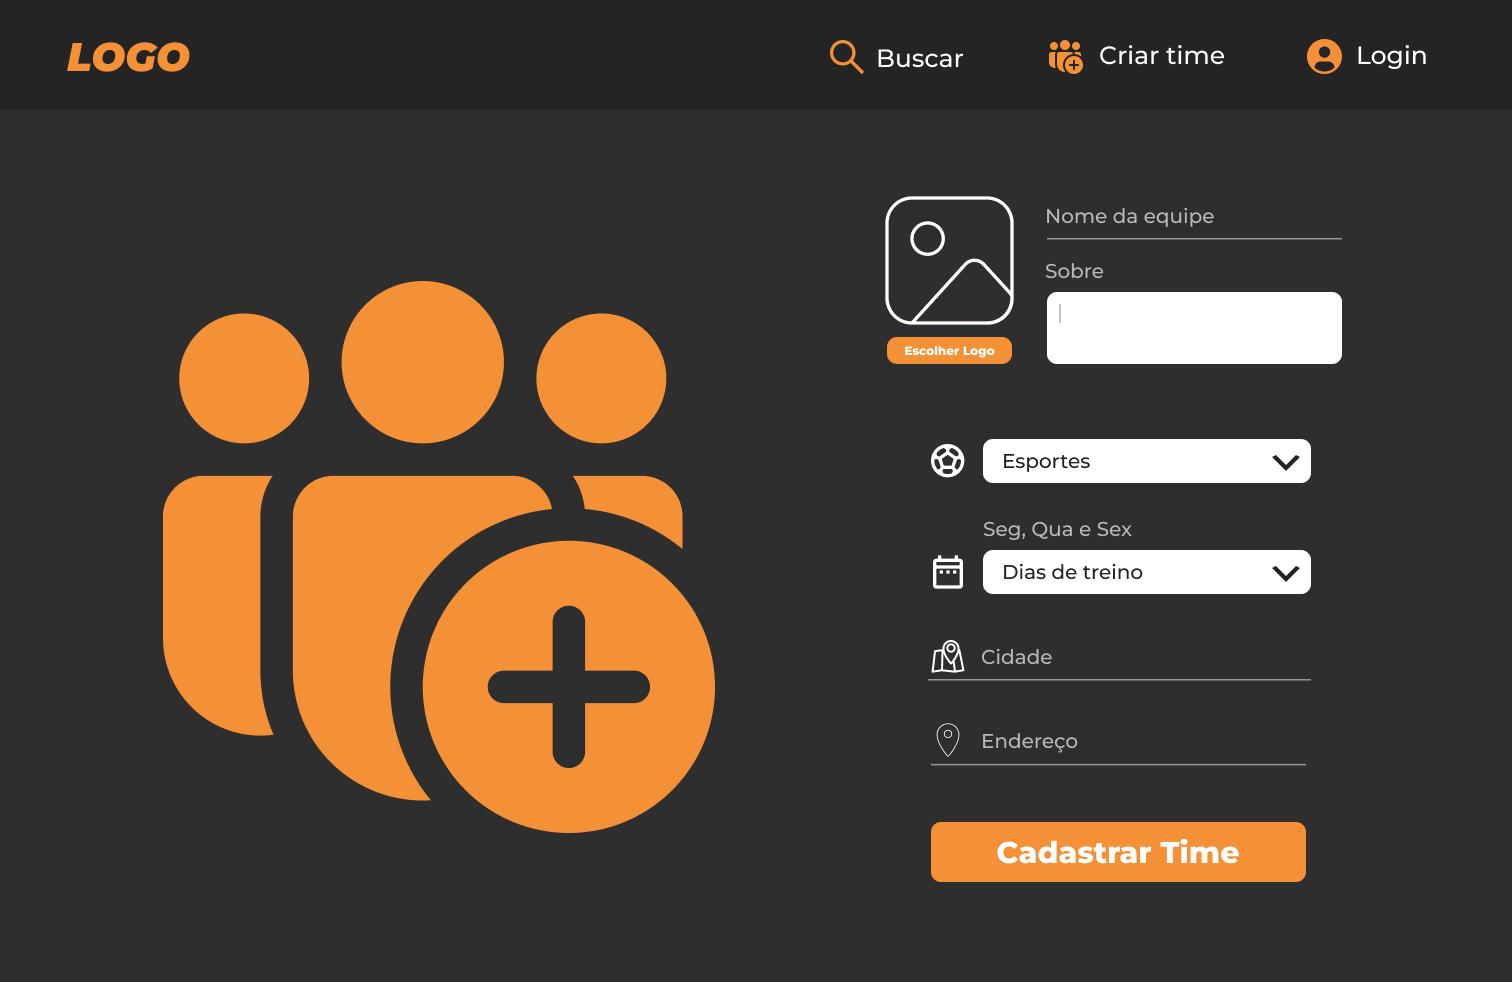 LOGO
Buscar
Criar time
Login
Nome da equipe
Sobre
Escolher Logo
Esportes
Seg, Qua e Sex
Dias de treino
Cidade
Endereço
Cadastrar Time